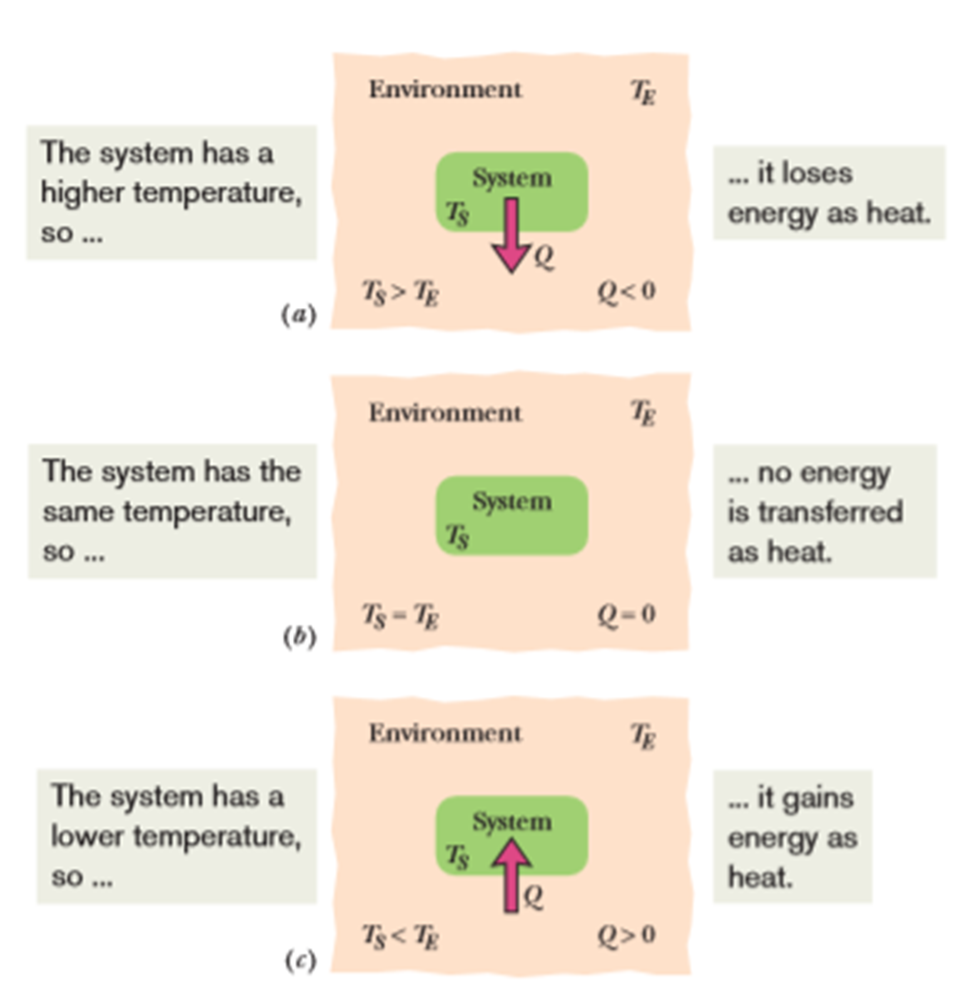 Environment
T_E
The system has a
higher temperature,
so ...
System
T_S
Q
... it loses
energy as heat.
T_S > T_E
Q < 0
(a)
Environment
T_E
The system has the
same temperature,
so ...
System
T_S
... no energy
is transferred
as heat.
T_S = T_E
Q = 0
(b)
Environment
T_E
The system has a
lower temperature,
so ...
System
T_S
Q
... it gains
energy as
heat.
T_S < T_E
Q > 0
(c)